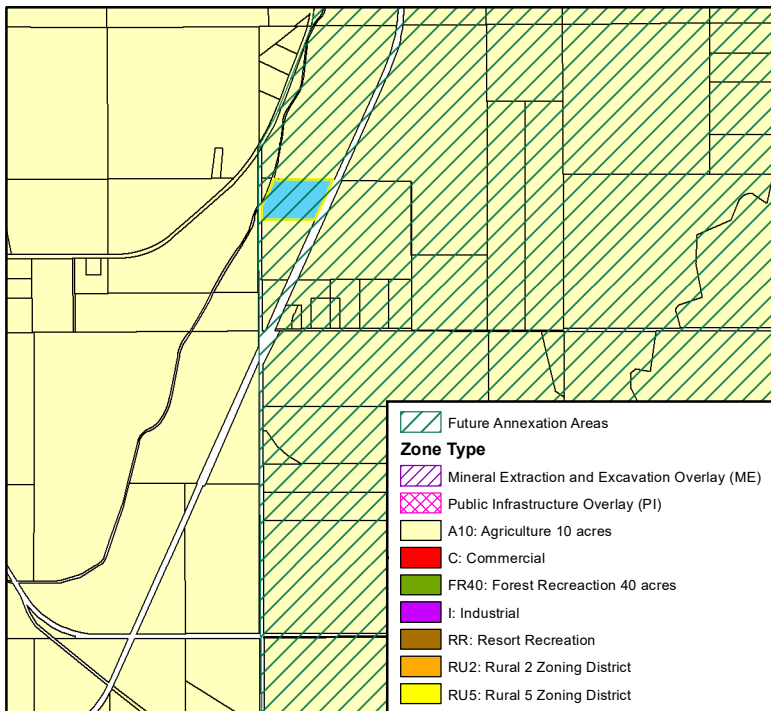 Future Annexation Areas
Zone Type
Mineral Extraction and Excavation Overlay (ME)
Public Infrastructure Overlay (PI)
A10: Agriculture 10 acres
C: Commercial
FR40: Forest Recreaction 40 acres
I: Industrial
RR: Resort Recreation
RU2: Rural 2 Zoning District
RU5: Rural 5 Zoning District